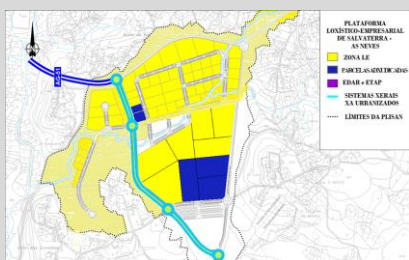 PLATAFORMA
LOXÍSTICO-EMPRESARIAL
DE SALVATERRA -
AS NEVES
ZONA LE
PARCELAS ADXUDICADAS
EDAR e ETAP
SISTEMAS XERAIS
XA URBANIZADOS
LÍMITES DA PLISAN